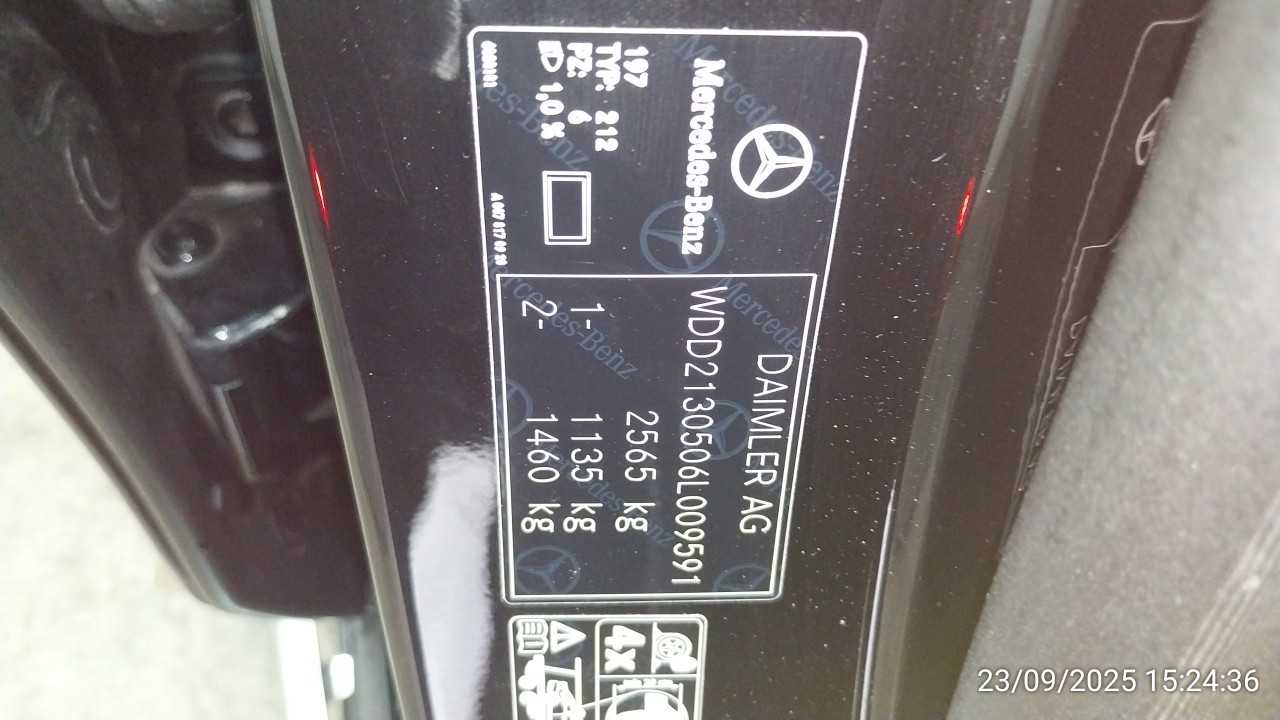 Mercedes-Benz
197
TYP: 212
PZ: 6
1,0 %
DAIMLER AG
WDD2130506L009591
2565 kg
1- 1135 kg
2- 1460 kg
4x
23/09/2025 15:24:36